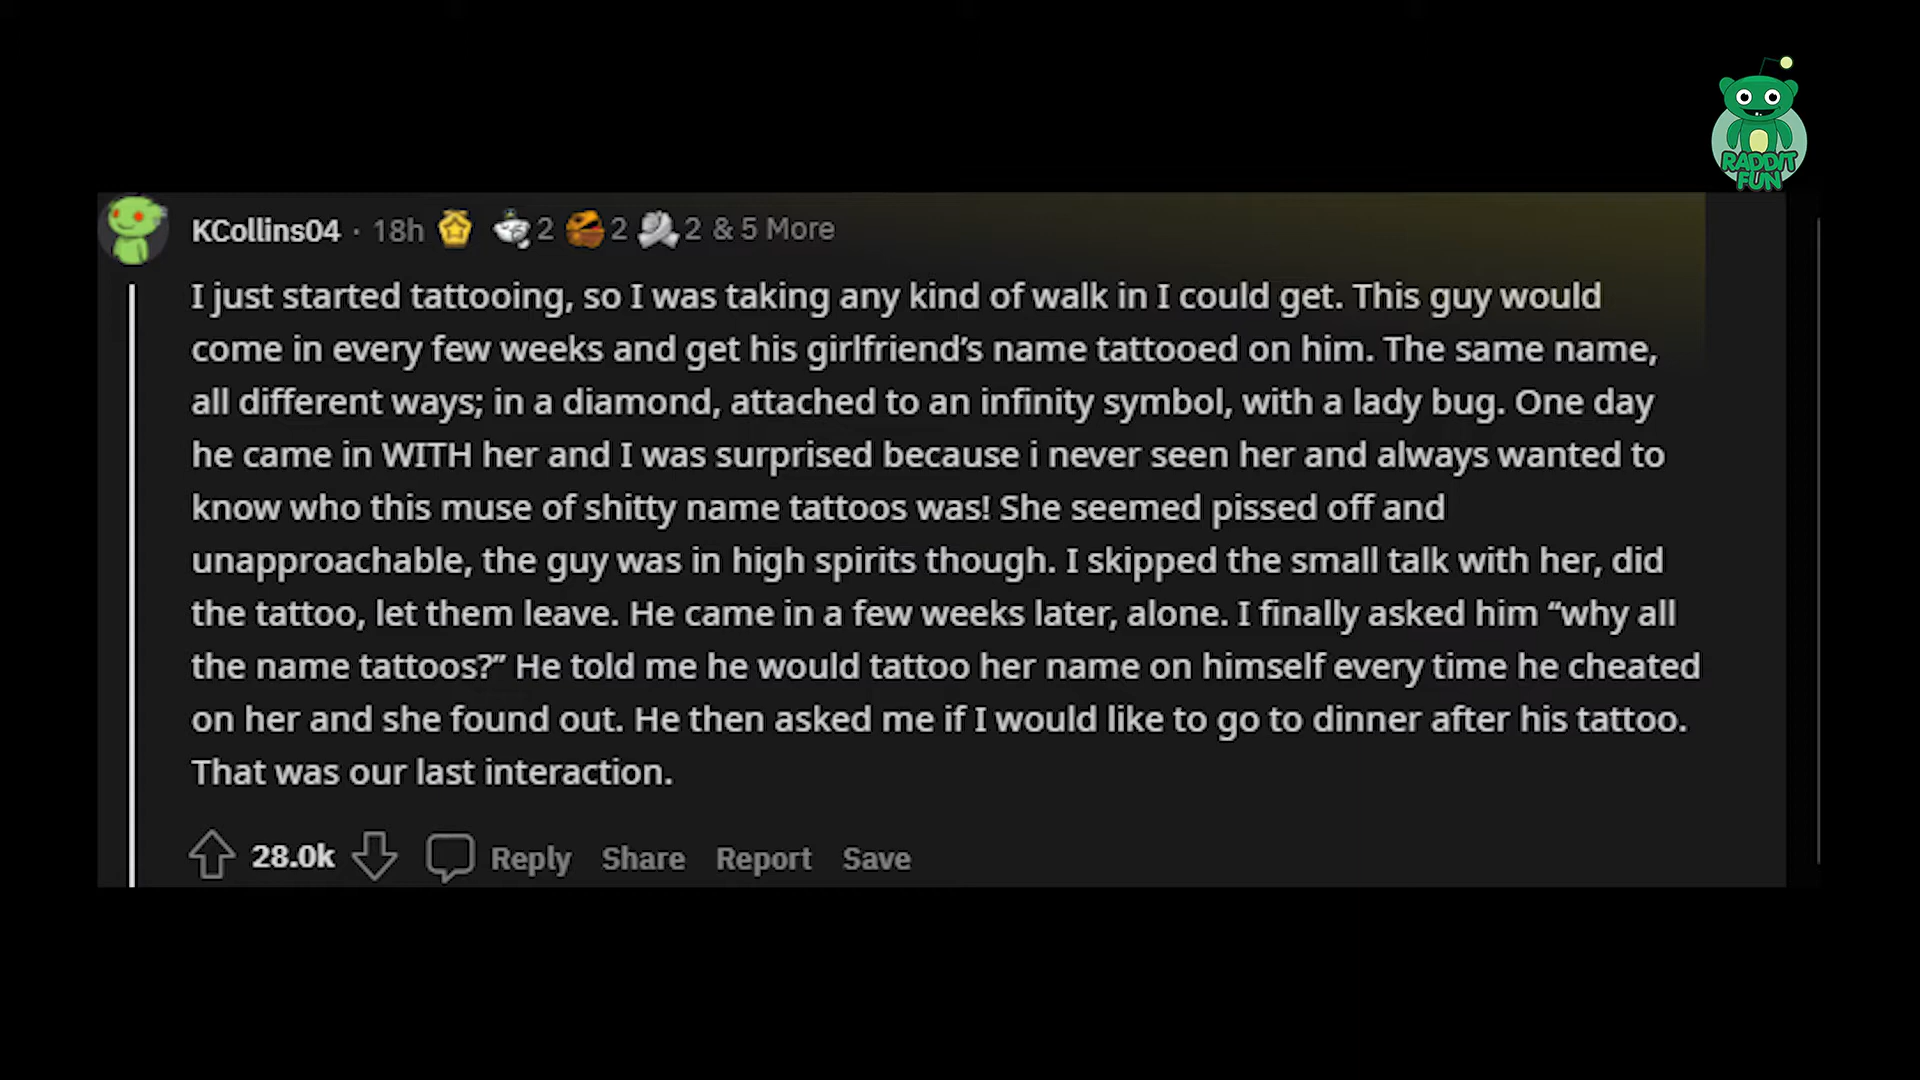 RADDIT
FUN
KCollins04 · 18h 2 2 2 & 5 More
I just started tattooing, so I was taking any kind of walk in I could get. This guy would
come in every few weeks and get his girlfriend’s name tattooed on him. The same name,
all different ways; in a diamond, attached to an infinity symbol, with a lady bug. One day
he came in WITH her and I was surprised because i never seen her and always wanted to
know who this muse of shitty name tattoos was! She seemed pissed off and
unapproachable, the guy was in high spirits though. I skipped the small talk with her, did
the tattoo, let them leave. He came in a few weeks later, alone. I finally asked him “why all
the name tattoos?” He told me he would tattoo her name on himself every time he cheated
on her and she found out. He then asked me if I would like to go to dinner after his tattoo.
That was our last interaction.
28.0k Reply Share Report Save